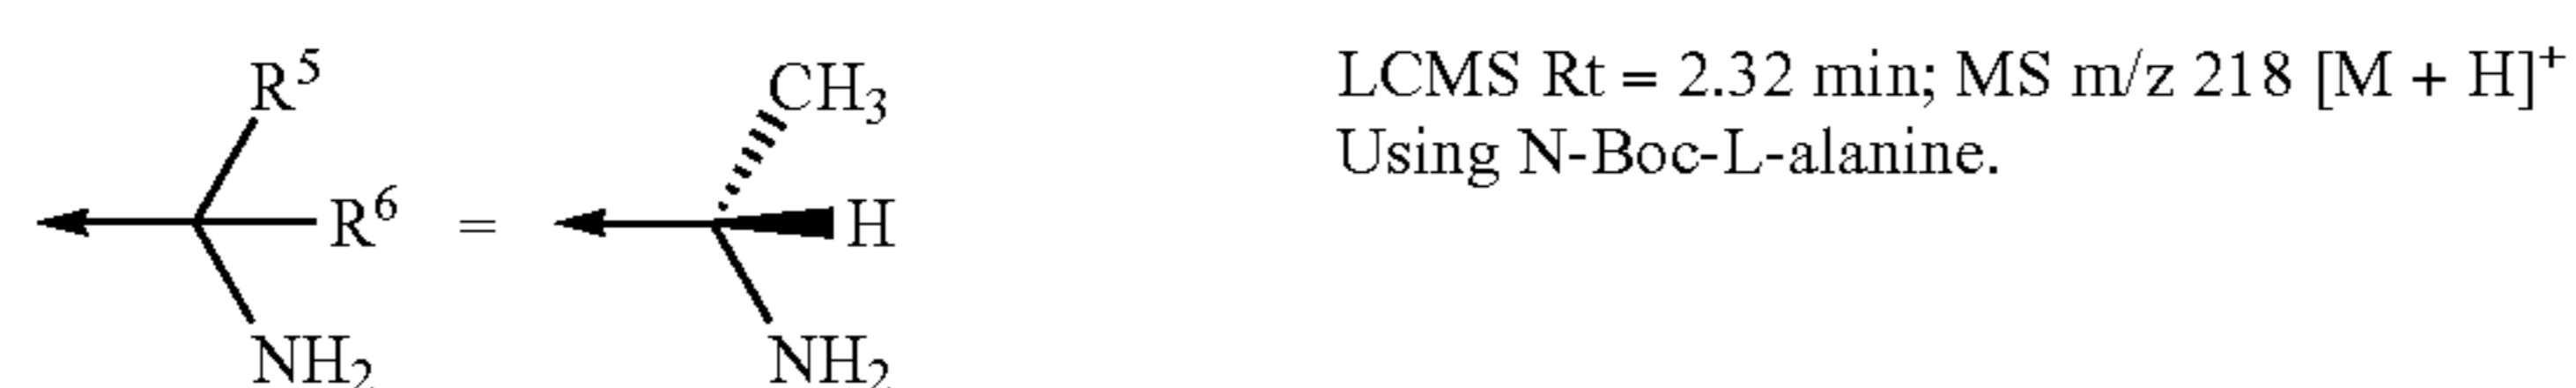 R⁵
CH₃
LCMS Rt = 2.32 min; MS m/z 218 [M + H]⁺
Using N-Boc-L-alanine.
R⁶ = H
NH₂
NH₂